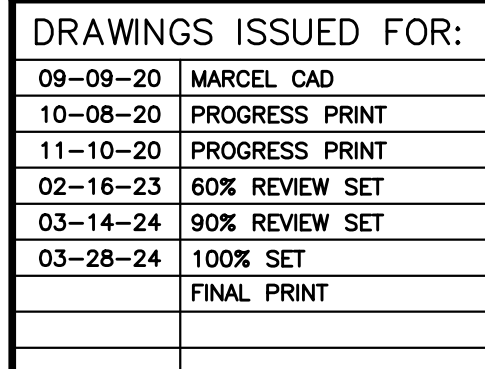 DRAWINGS ISSUED FOR:
09-09-20 MARCEL CAD
10-08-20 PROGRESS PRINT
11-10-20 PROGRESS PRINT
02-16-23 60% REVIEW SET
03-14-24 90% REVIEW SET
03-28-24 100% SET
FINAL PRINT